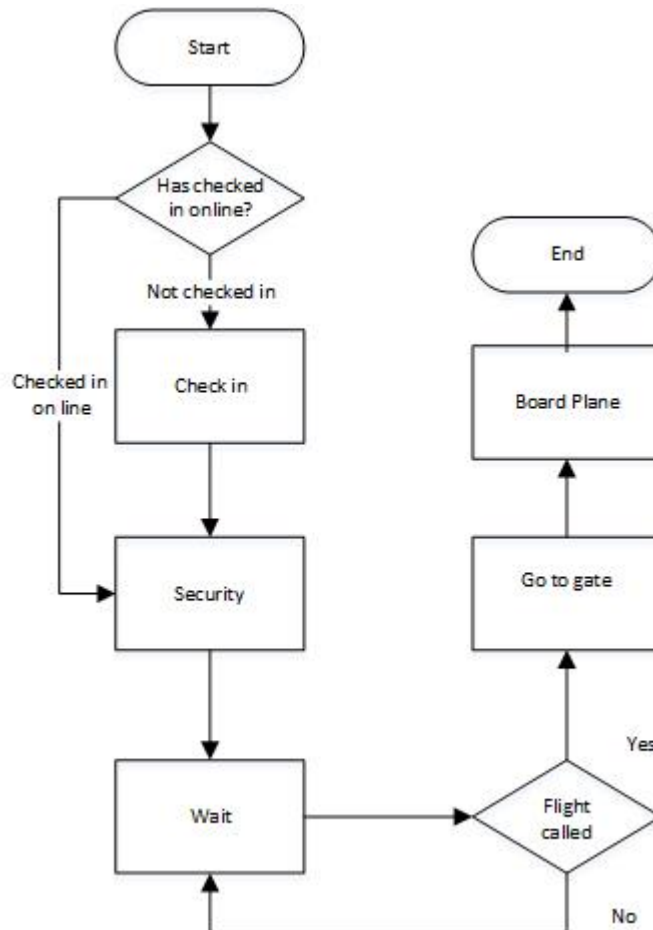 Start
Has checked
in online?
Not checked in
Checked in
on line
Check in
Security
Wait
Flight
called
Yes
No
Go to gate
Board Plane
End